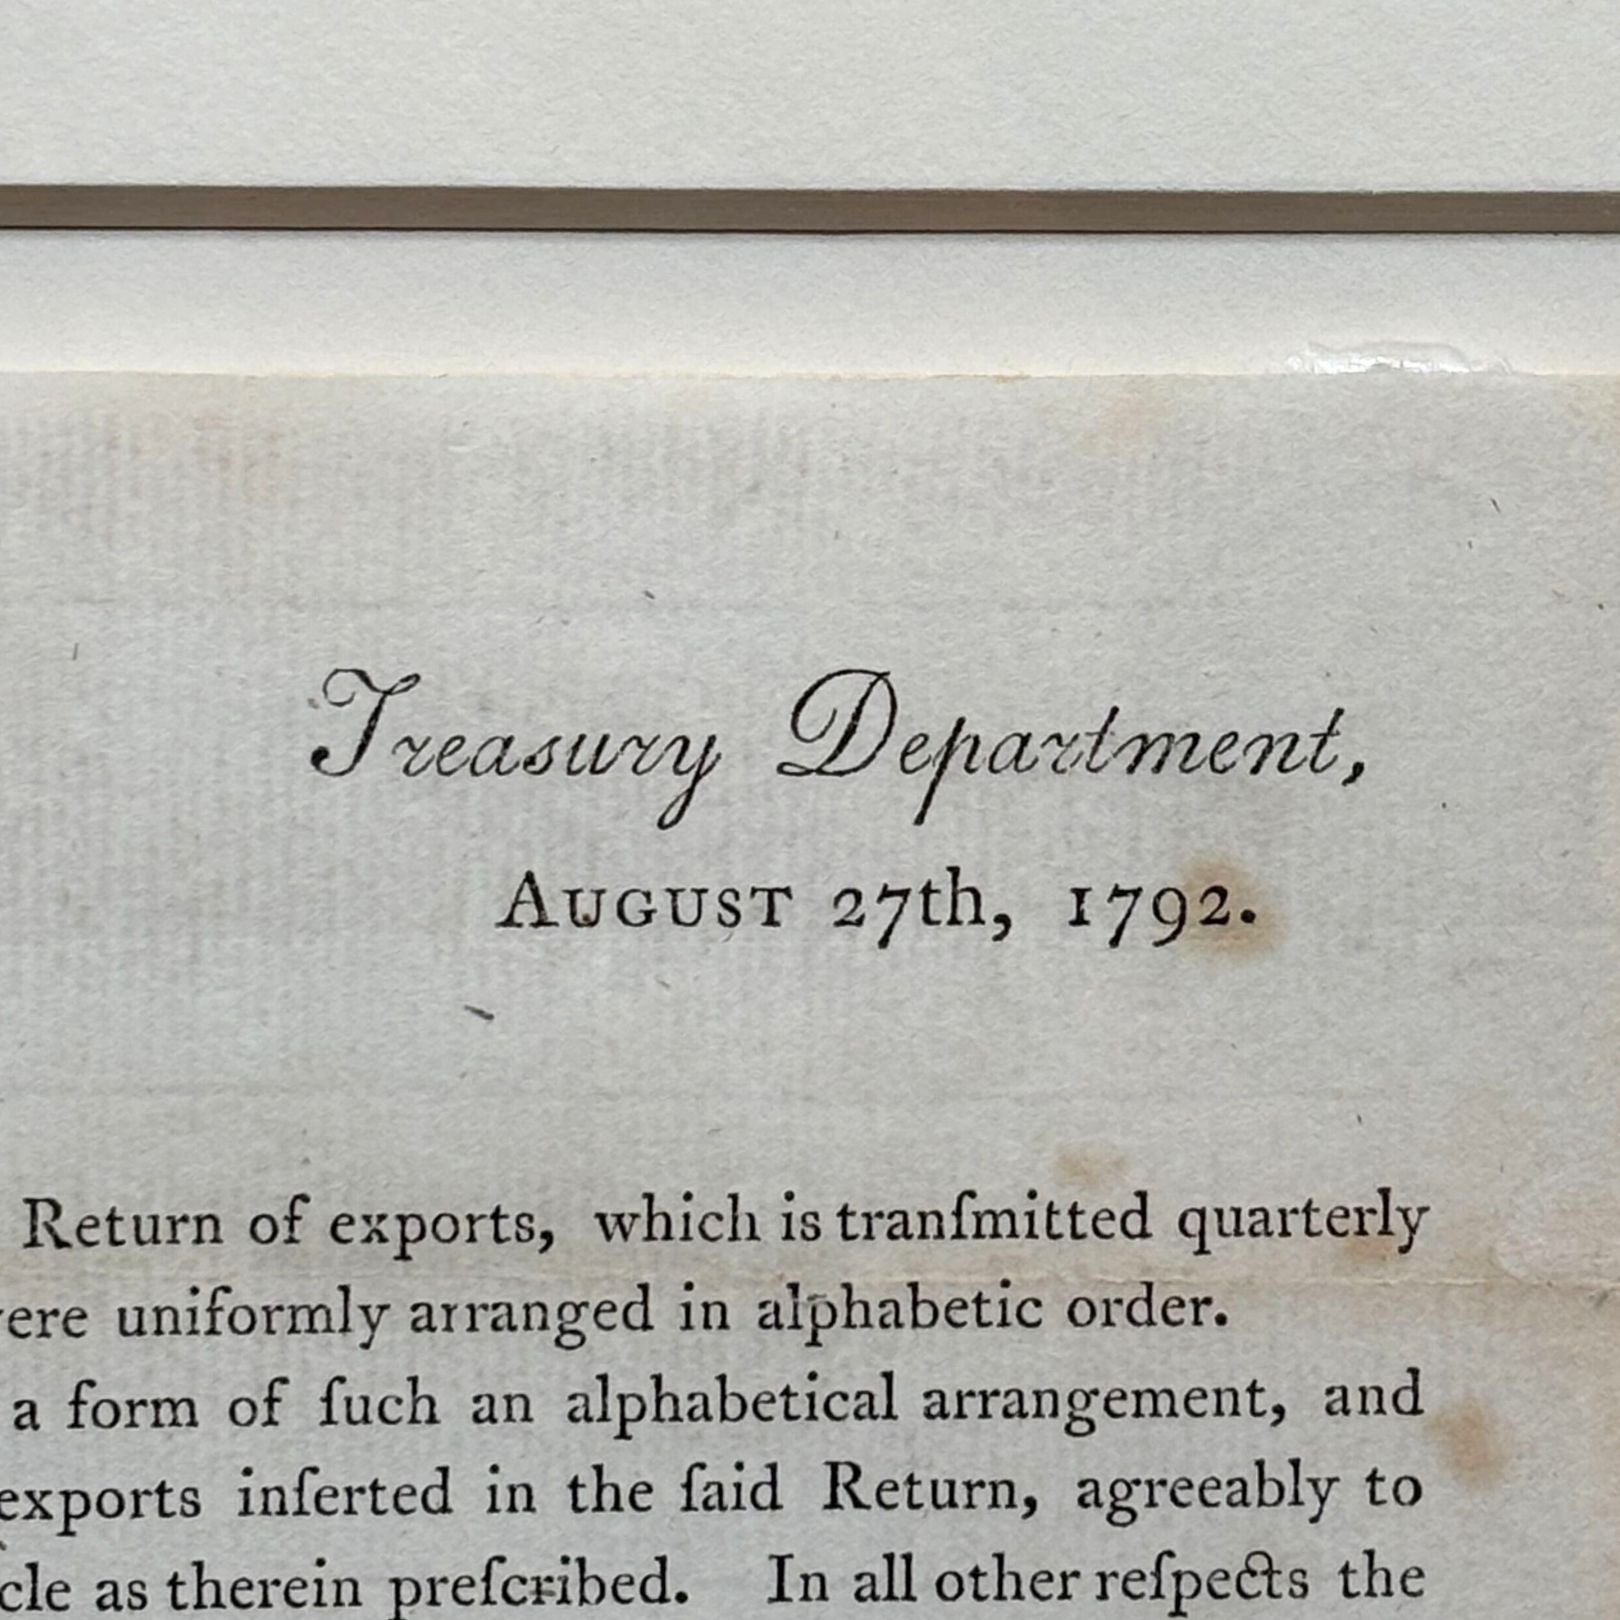 Treasury Department,
AUGUST 27th, 1792.
Return of exports, which is tranſmitted quarterly
ere uniformly arranged in alphabetic order.
a form of ſuch an alphabetical arrangement, and
exports inſerted in the ſaid Return, agreeably to
cle as therein preſcribed. In all other reſpects the